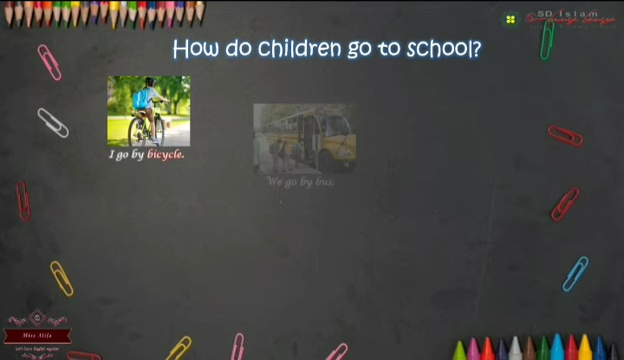 How do children go to school?
SD Islam
I go by bicycle.
We go by bus.
Miss Alifa